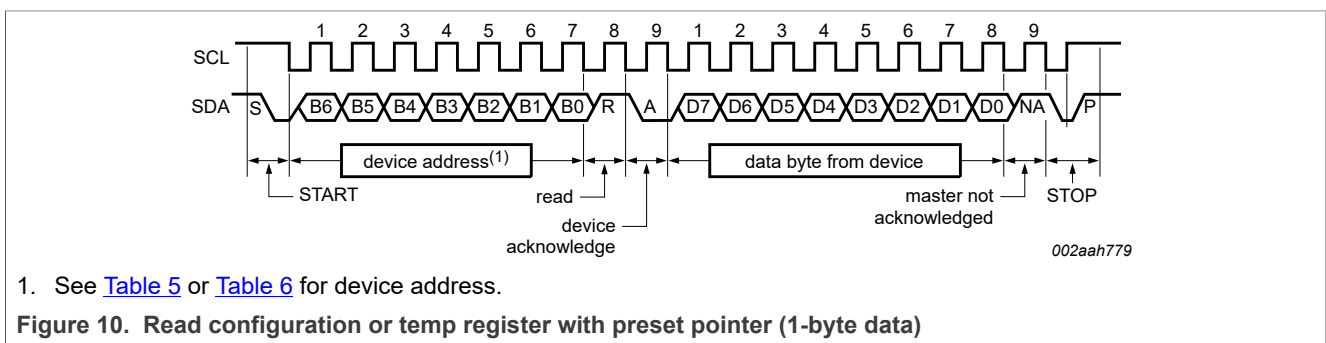 1 2 3 4 5 6 7 8 9 1 2 3 4 5 6 7 8 9
SCL
SDA S B6 B5 B4 B3 B2 B1 B0 R A D7 D6 D5 D4 D3 D2 D1 D0 NA P
device address(1) data byte from device
START read master not STOP
acknowledged
device
acknowledge
002aah779
1. See Table 5 or Table 6 for device address.
Figure 10. Read configuration or temp register with preset pointer (1-byte data)